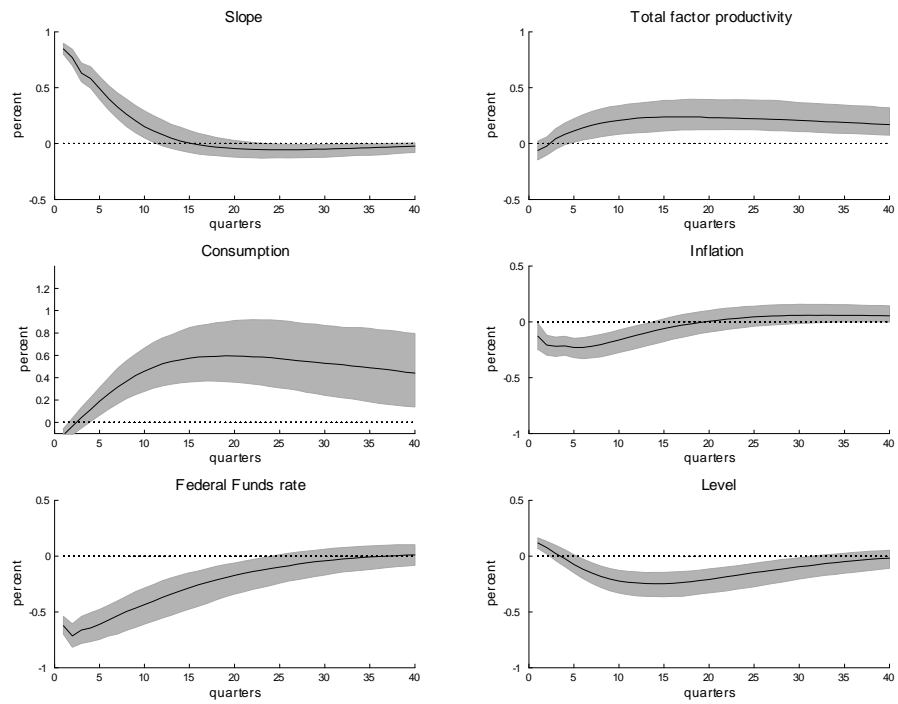 Slope
percent
1
0.5
0
-0.5
0 5 10 15 20 25 30 35 40
quarters
Total factor productivity
percent
1
0.5
0
-0.5
0 5 10 15 20 25 30 35 40
quarters
Consumption
percent
1.2
1
0.8
0.6
0.4
0.2
0
0 5 10 15 20 25 30 35 40
quarters
Inflation
percent
0.5
0
-0.5
-1
0 5 10 15 20 25 30 35 40
quarters
Federal Funds rate
percent
0.5
0
-0.5
-1
0 5 10 15 20 25 30 35 40
quarters
Level
percent
0.5
0
-0.5
-1
0 5 10 15 20 25 30 35 40
quarters